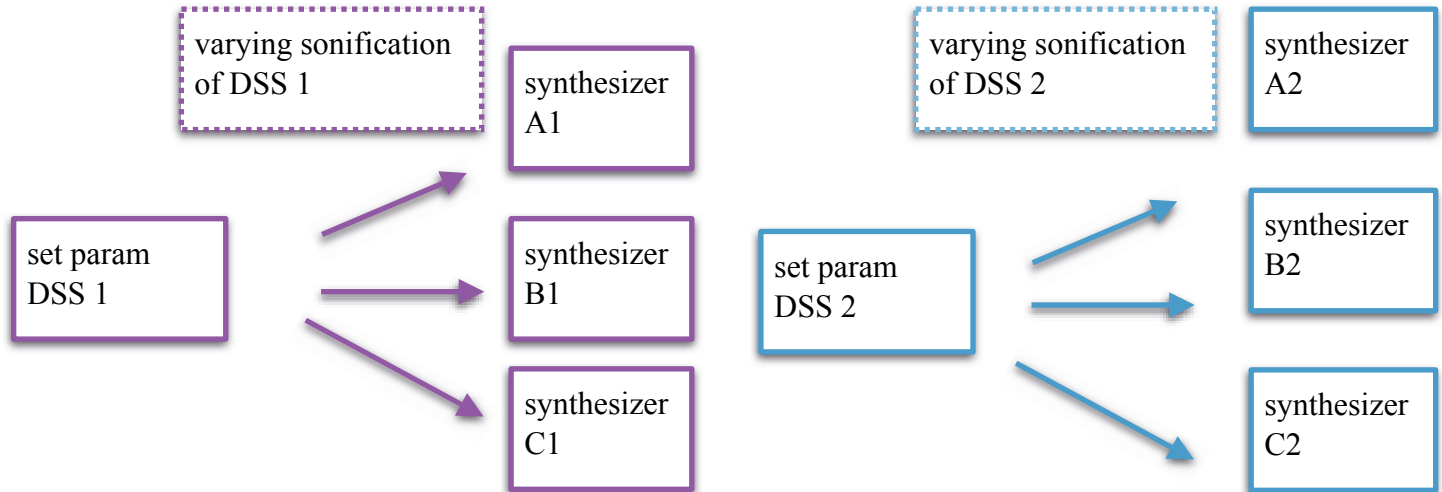 varying sonification
of DSS 1
synthesizer
A1
set param
DSS 1
synthesizer
B1
synthesizer
C1
varying sonification
of DSS 2
synthesizer
A2
set param
DSS 2
synthesizer
B2
synthesizer
C2